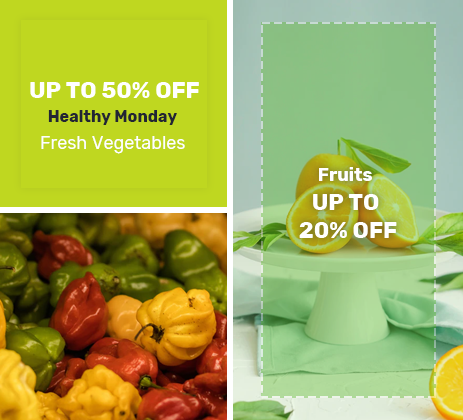 UP TO 50% OFF
Healthy Monday
Fresh Vegetables
Fruits
UP TO
20% OFF